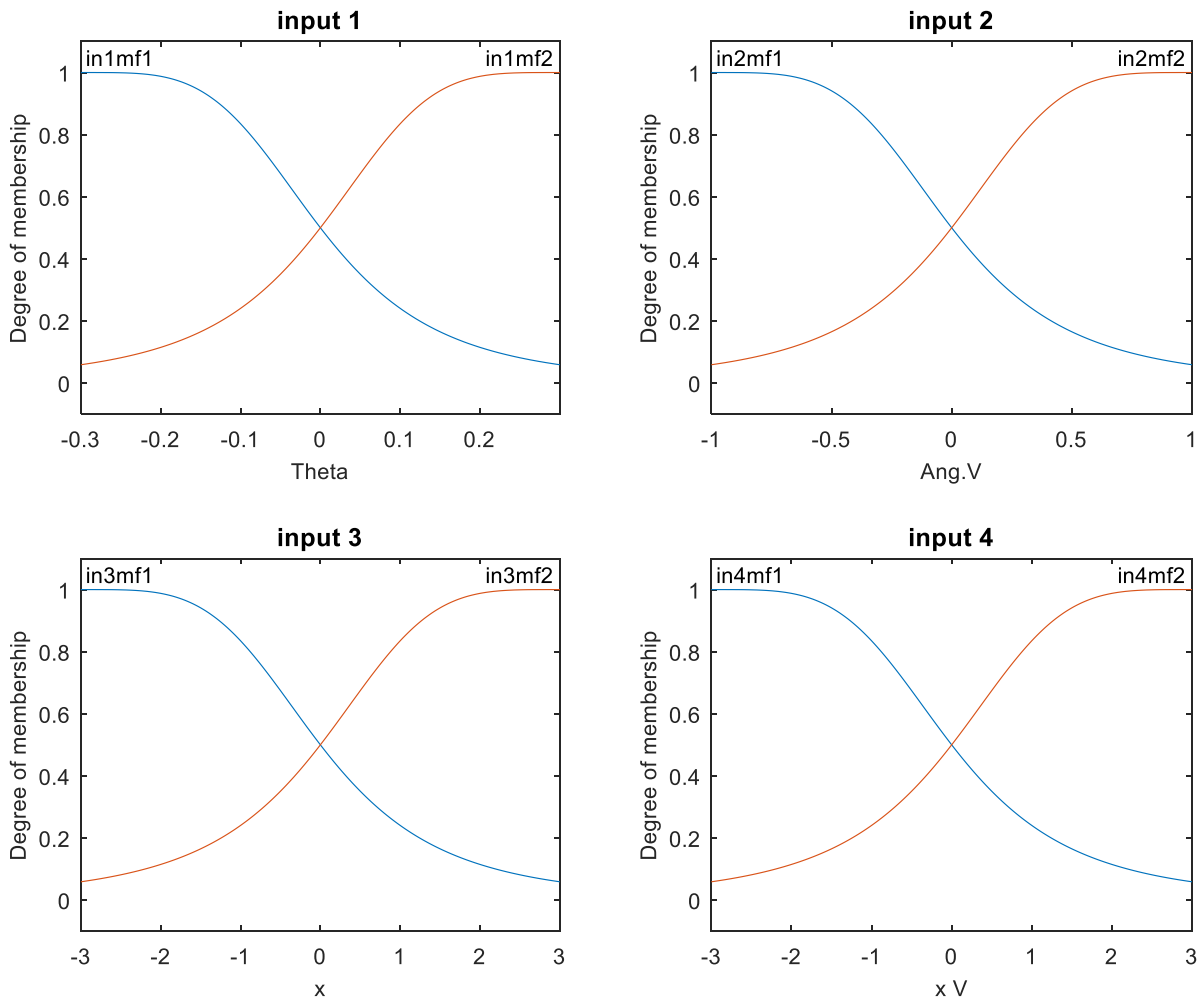 input 1
in1mf1 in1mf2
Degree of membership
1
0.8
0.6
0.4
0.2
0
-0.3 -0.2 -0.1 0 0.1 0.2
Theta
input 2
in2mf1 in2mf2
Degree of membership
1
0.8
0.6
0.4
0.2
0
-1 -0.5 0 0.5 1
Ang.V
input 3
in3mf1 in3mf2
Degree of membership
1
0.8
0.6
0.4
0.2
0
-3 -2 -1 0 1 2 3
x
input 4
in4mf1 in4mf2
Degree of membership
1
0.8
0.6
0.4
0.2
0
-3 -2 -1 0 1 2 3
x V